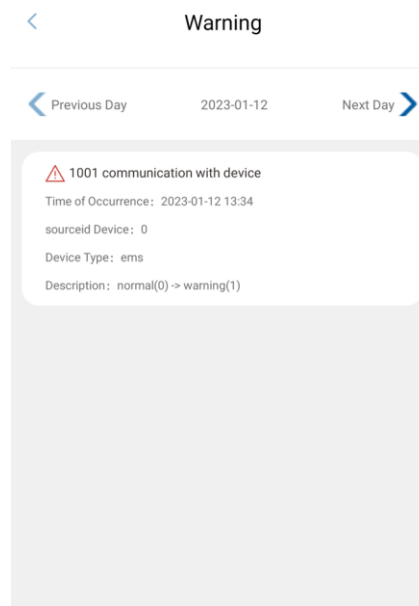 Warning
Previous Day 2023-01-12 Next Day
1001 communication with device
Time of Occurrence：2023-01-12 13:34
sourceid Device：0
Device Type：ems
Description：normal(0) -> warning(1)